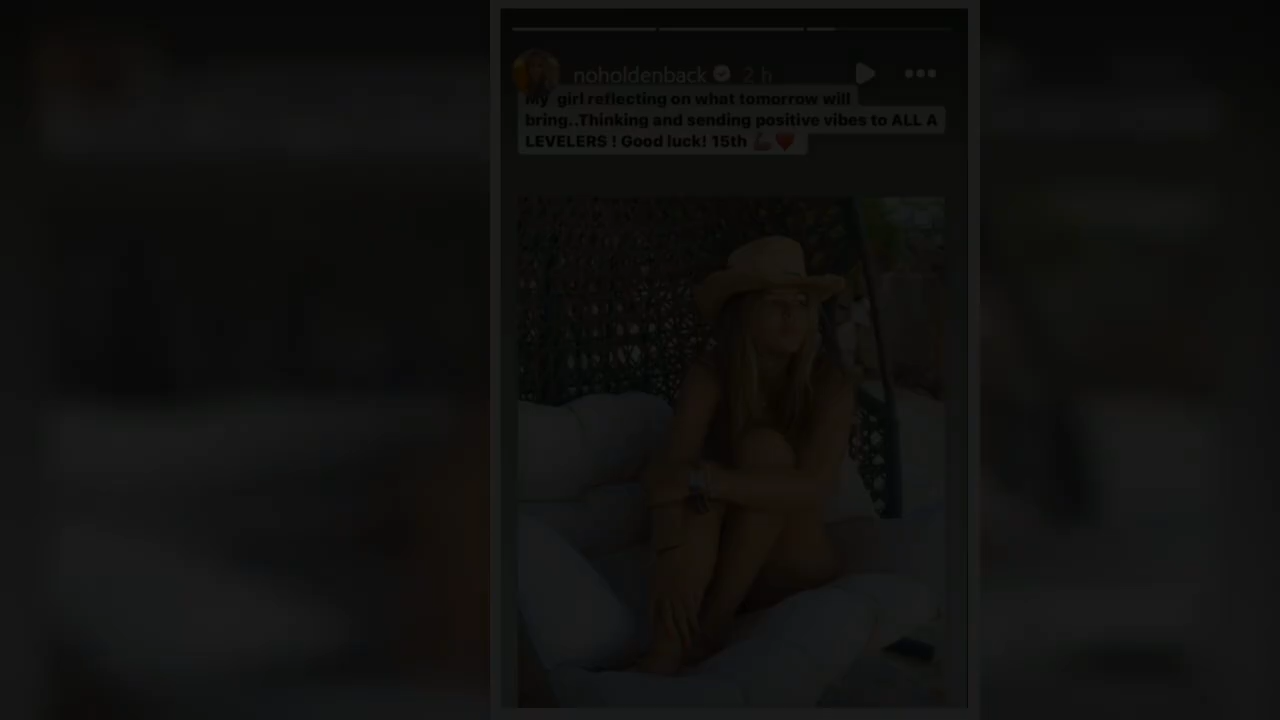 noholdenback 2 h
My girl reflecting on what tomorrow will
bring..Thinking and sending positive vibes to ALL A
LEVELERS ! Good luck! 15th 💪❤️